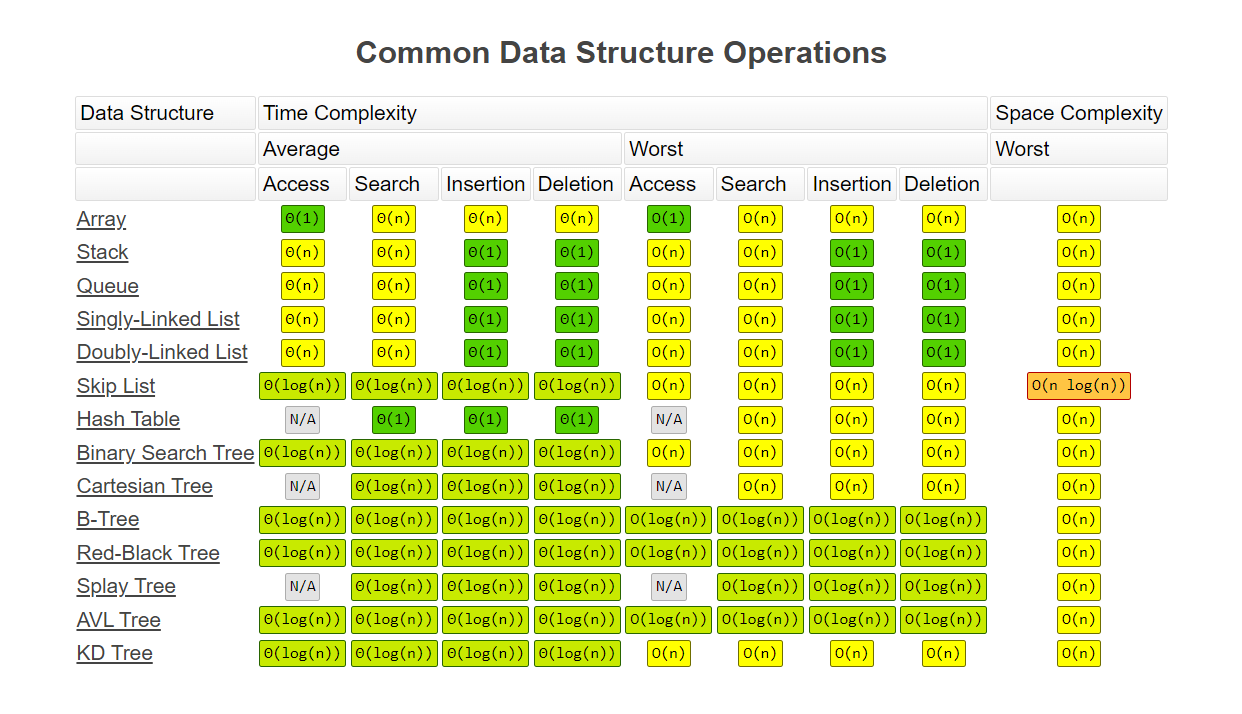 Common Data Structure Operations
Data Structure Time Complexity Space Complexity
Average Worst Worst
Access Search Insertion Deletion Access Search Insertion Deletion
Array Θ(1) Θ(n) Θ(n) Θ(n) O(1) O(n) O(n) O(n) O(n)
Stack Θ(n) Θ(n) Θ(1) Θ(1) O(n) O(n) O(1) O(1) O(n)
Queue Θ(n) Θ(n) Θ(1) Θ(1) O(n) O(n) O(1) O(1) O(n)
Singly-Linked List Θ(n) Θ(n) Θ(1) Θ(1) O(n) O(n) O(1) O(1) O(n)
Doubly-Linked List Θ(n) Θ(n) Θ(1) Θ(1) O(n) O(n) O(1) O(1) O(n)
Skip List Θ(log(n)) Θ(log(n)) Θ(log(n)) Θ(log(n)) O(n) O(n) O(n) O(n) O(n log(n))
Hash Table N/A Θ(1) Θ(1) Θ(1) N/A O(n) O(n) O(n) O(n)
Binary Search Tree Θ(log(n)) Θ(log(n)) Θ(log(n)) Θ(log(n)) O(n) O(n) O(n) O(n) O(n)
Cartesian Tree N/A Θ(log(n)) Θ(log(n)) Θ(log(n)) N/A O(n) O(n) O(n) O(n)
B-Tree Θ(log(n)) Θ(log(n)) Θ(log(n)) Θ(log(n)) O(log(n)) O(log(n)) O(log(n)) O(log(n)) O(n)
Red-Black Tree Θ(log(n)) Θ(log(n)) Θ(log(n)) Θ(log(n)) O(log(n)) O(log(n)) O(log(n)) O(log(n)) O(n)
Splay Tree N/A Θ(log(n)) Θ(log(n)) Θ(log(n)) N/A O(log(n)) O(log(n)) O(log(n)) O(n)
AVL Tree Θ(log(n)) Θ(log(n)) Θ(log(n)) Θ(log(n)) O(log(n)) O(log(n)) O(log(n)) O(log(n)) O(n)
KD Tree Θ(log(n)) Θ(log(n)) Θ(log(n)) Θ(log(n)) O(n) O(n) O(n) O(n) O(n)